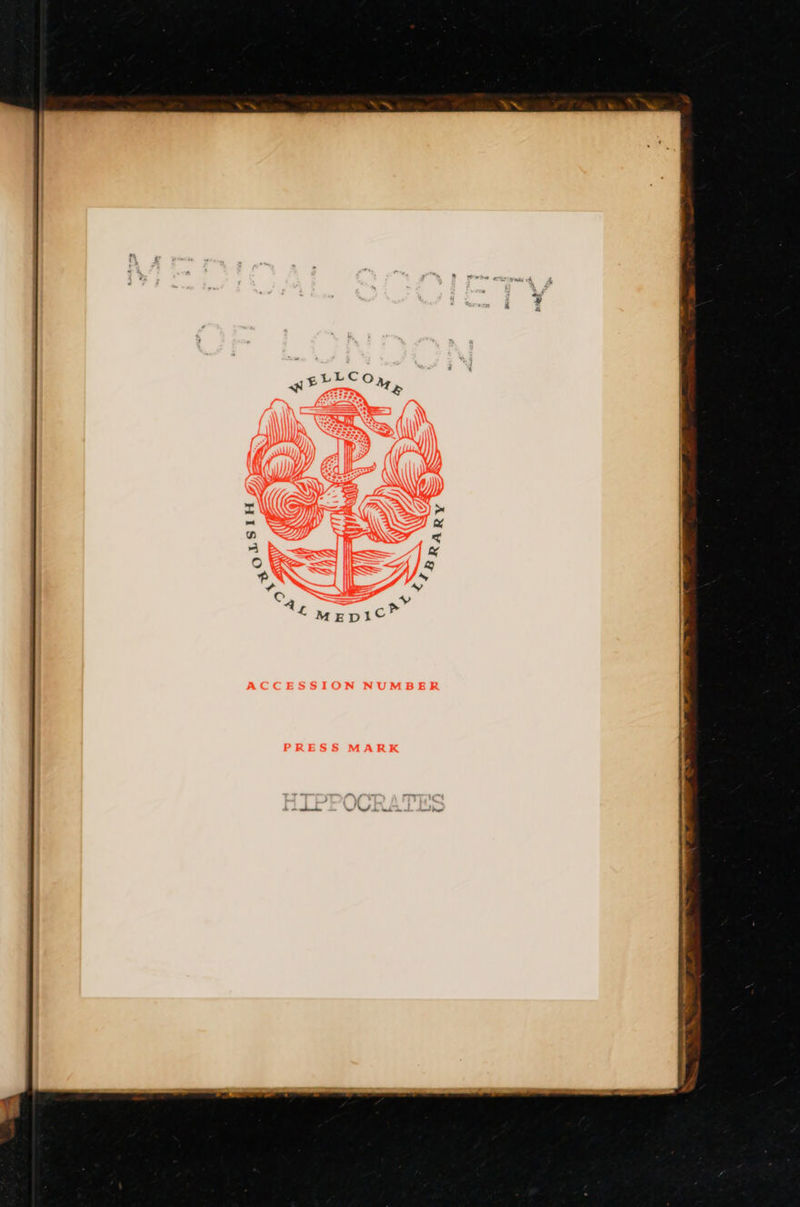 MEDICAL SOCIETY
OF LONDON
WELLCOME
HISTORICAL MEDICAL LIBRARY
ACCESSION NUMBER
PRESS MARK
HIPPOCRATES